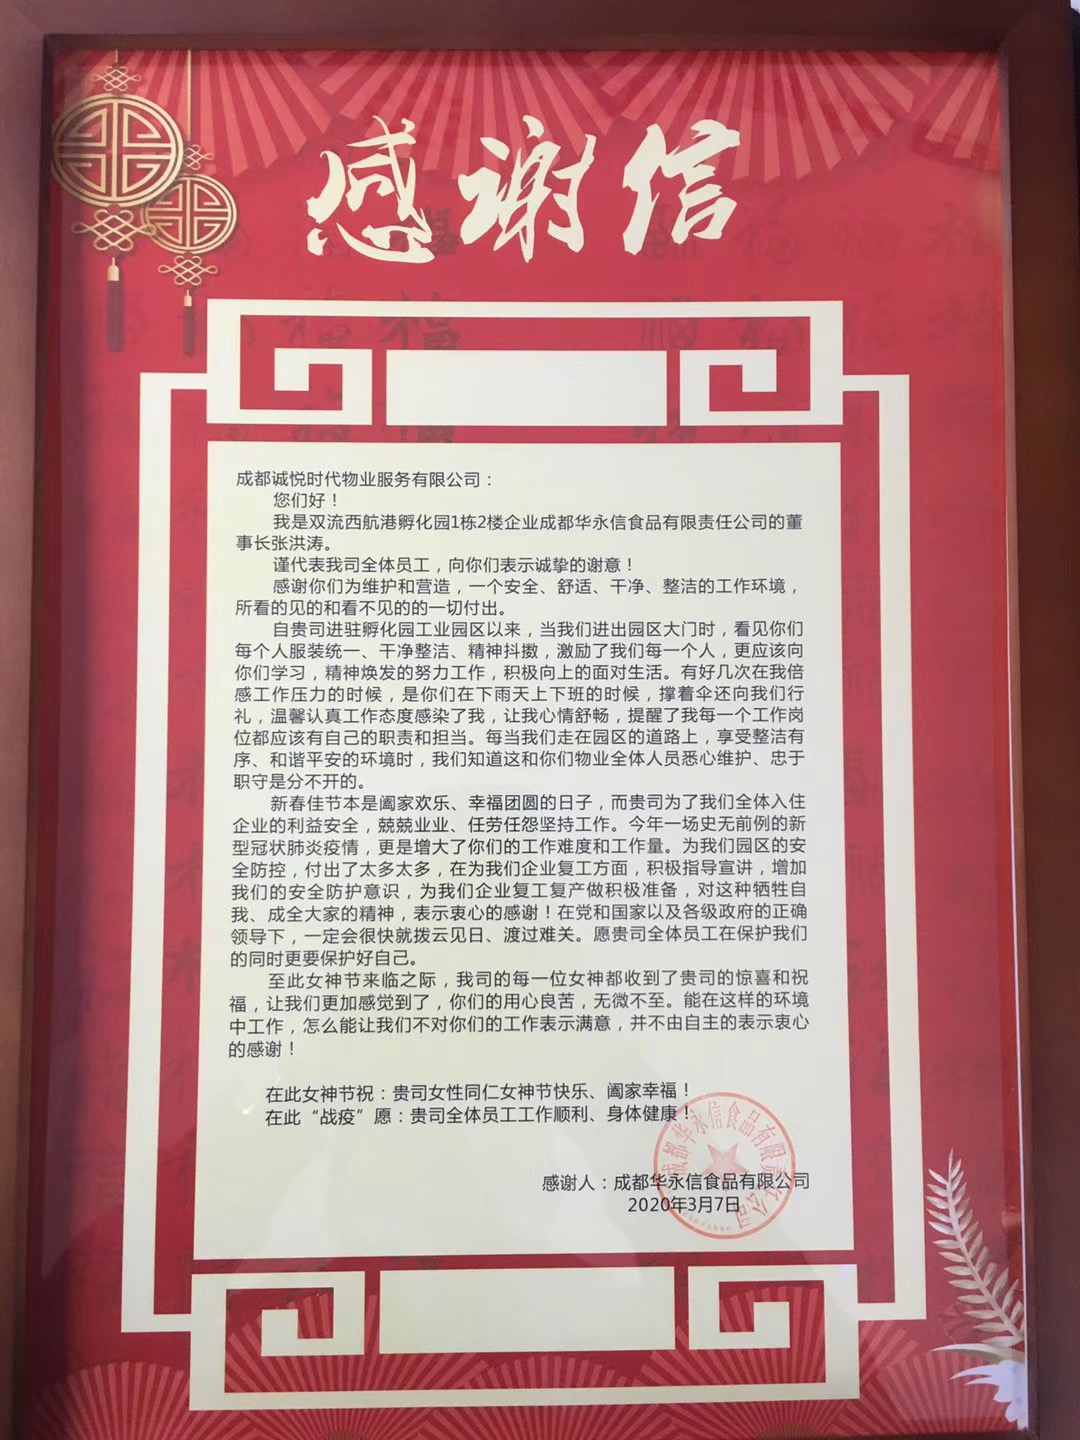 感谢信
成都诚悦时代物业服务有限公司：
您们好！
我是双流西航港孵化园1栋2楼企业成都华永信食品有限责任公司的董
事长张洪涛。
谨代表我司全体员工，向你们表示诚挚的谢意！
感谢你们为维护和营造，一个安全、舒适、干净、整洁的工作环境，
所看的见的和看不见的的一切付出。
自贵司进驻孵化园工业园区以来，当我们进出园区大门时，看见你们
每个人服装统一、干净整洁、精神抖擞，激励了我们每一个人，更应该向
你们学习，精神焕发的努力工作，积极向上的面对生活。有好几次在我倍
感工作压力的时候，是你们在下雨天上下班的时候，撑着伞还向我们行
礼，温馨认真工作态度感染了我，让我心情舒畅，提醒了我每一个工作岗
位都应该有自己的职责和担当。每当我们走在园区的道路上，享受整洁有
序、和谐平安的环境时，我们知道这和你们物业全体人员悉心维护、忠于
职守是分不开的。
新春佳节本是阖家欢乐、幸福团圆的日子，而贵司为了我们全体入住
企业的利益安全，兢兢业业、任劳任怨坚持工作。今年一场史无前例的新
型冠状肺炎疫情，更是增大了你们的工作难度和工作量。为我们园区的安
全防控，付出了太多太多，在为我们企业复工方面，积极指导宣讲，增加
我们的安全防护意识，为我们企业复工复产做积极准备，对这种牺牲自
我、成全大家的精神，表示衷心的感谢！在党和国家以及各级政府的正确
领导下，一定会很快就拨云见日、渡过难关。愿贵司全体员工在保护我们
的同时更要保护好自己。
至此女神节来临之际，我司的每一位女神都收到了贵司的惊喜和祝
福，让我们更加感觉到了，你们的用心良苦，无微不至。能在这样的环境
中工作，怎么能让我们不对你们的工作表示满意，并不由自主的表示衷心
的感谢！
在此女神节祝：贵司女性同仁女神节快乐、阖家幸福！
在此“战疫”愿：贵司全体员工工作顺利、身体健康！
感谢人：成都华永信食品有限公司
2020年3月7日
成都华永信食品有限责任公司